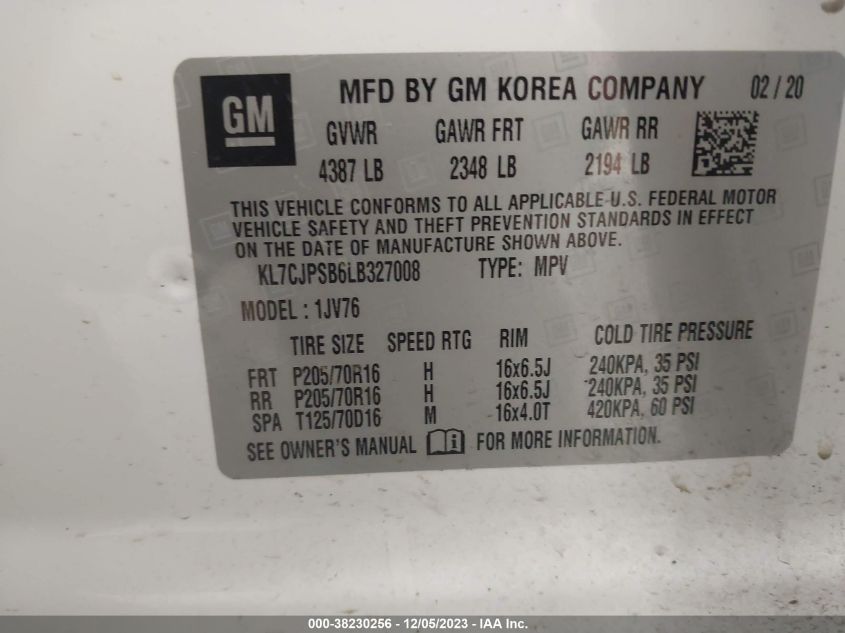 GM
MFD BY GM KOREA COMPANY 02/20
GVWR GAWR FRT GAWR RR
4387 LB 2348 LB 2194 LB
THIS VEHICLE CONFORMS TO ALL APPLICABLE U.S. FEDERAL MOTOR
VEHICLE SAFETY AND THEFT PREVENTION STANDARDS IN EFFECT
ON THE DATE OF MANUFACTURE SHOWN ABOVE.
KL7CJPSB6LB327008 TYPE: MPV
MODEL : 1JV76
TIRE SIZE SPEED RTG RIM COLD TIRE PRESSURE
FRT P205/70R16 H 16x6.5J 240KPA, 35 PSI
RR P205/70R16 H 16x6.5J 240KPA, 35 PSI
SPA T125/70D16 M 16x4.0T 420KPA, 60 PSI
SEE OWNER'S MANUAL FOR MORE INFORMATION.
000-38230256 - 12/05/2023 - IAA Inc.